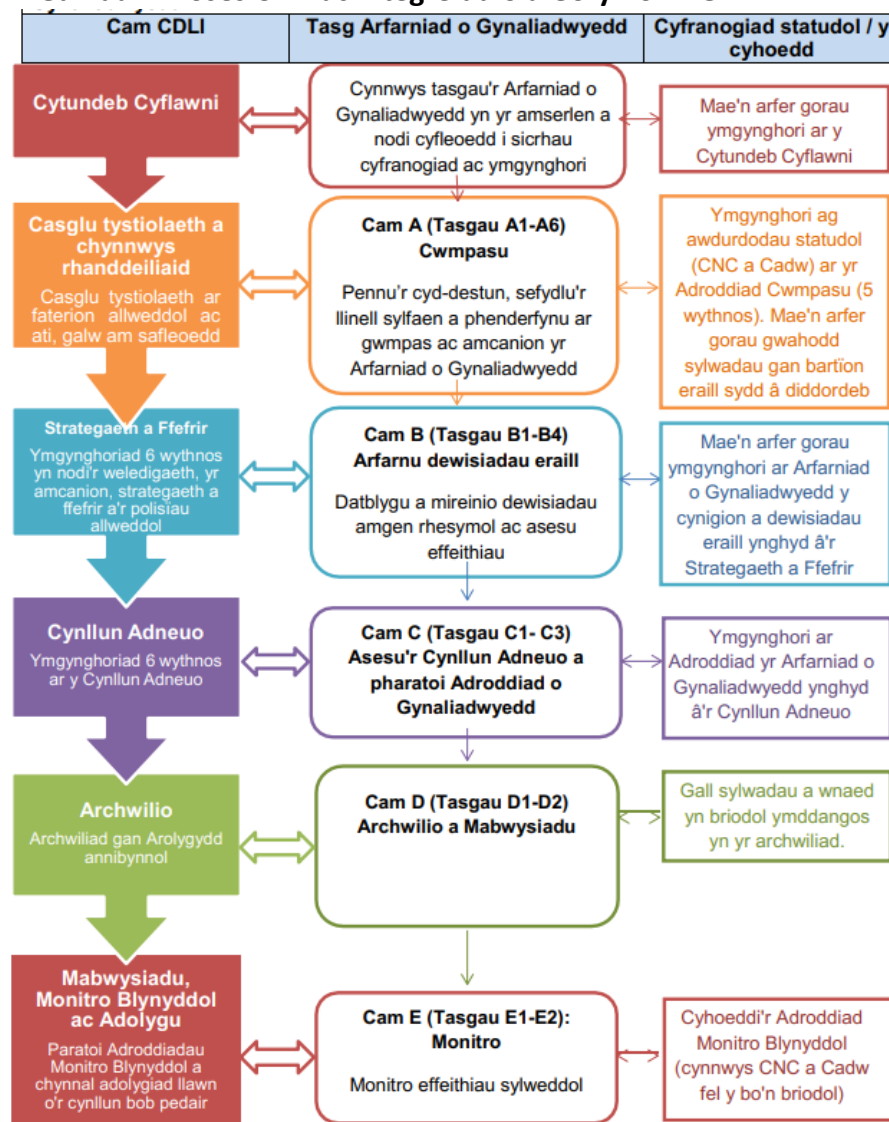 Cam CDLI
Tasg Arfarniad o Gynaliadwyedd
Cyfranogiad statudol / y
cyhoedd
Cytundeb Cyflawni
Cynnwys tasgau'r Arfarniad o
Gynaliadwyedd yn yr amserlen a
nodi cyfleoedd i sicrhau
cyfranogiad ac ymgynghori
Mae'n arfer gorau
ymgynghori ar y
Cytundeb Cyflawni
Casglu tystiolaeth a
chynnwys
rhanddeiliaid
Casglu tystiolaeth ar
faterion allweddol ac
ati, galw am safleoedd
Cam A (Tasgau A1-A6)
Cwmpasu
Pennu'r cyd-destun, sefydlu'r
llinell sylfaen a phenderfynu ar
gwmpas ac amcanion yr
Arfarniad o Gynaliadwyedd
Ymgynghori ag
awdurdodau statudol
(CNC a Cadw) ar yr
Adroddiad Cwmpasu (5
wythnos). Mae'n arfer
gorau gwahodd
sylwadau gan bartïon
eraill sydd â diddordeb
Strategaeth a Ffefrir
Ymgynghoriad 6 wythnos
yn nodi'r weledigaeth, yr
amcanion, strategaeth a
ffefrir a'r polisïau
allweddol
Cam B (Tasgau B1-B4)
Arfarnu dewisiadau eraill
Datblygu a mireinio dewisiadau
amgen rhesymol ac asesu
effeithiau
Mae'n arfer gorau
ymgynghori ar Arfarniad
o Gynaliadwyedd y
cynigion a dewisiadau
eraill ynghyd â'r
Strategaeth a Ffefrir
Cynllun Adneuo
Ymgynghoriad 6 wythnos
ar y Cynllun Adneuo
Cam C (Tasgau C1- C3)
Asesu'r Cynllun Adneuo a
pharatoi Adroddiad o
Gynaliadwyedd
Ymgynghori ar
Adroddiad yr Arfarniad o
Gynaliadwyedd ynghyd
â'r Cynllun Adneuo
Archwilio
Archwiliad gan Arolygydd
annibynnol
Cam D (Tasgau D1-D2)
Archwilio a Mabwysiadu
Gall sylwadau a wnaed
yn briodol ymddangos
yn yr archwiliad.
Mabwysiadu,
Monitro Blynyddol
ac Adolygu
Paratoi Adroddiadau
Monitro Blynyddol a
chynnal adolygiad llawn
o'r cynllun bob pedair
Cam E (Tasgau E1-E2):
Monitro
Monitro effeithiau sylweddol
Cyhoeddi'r Adroddiad
Monitro Blynyddol
(cynnwys CNC a Cadw
fel y bo'n briodol)